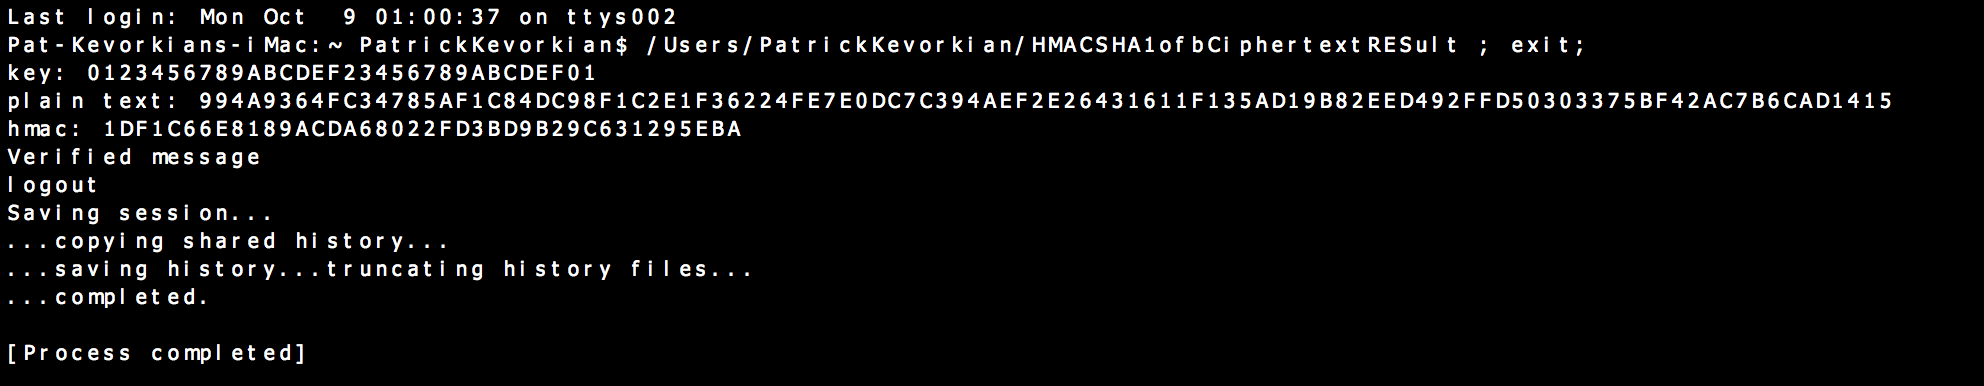 Last login: Mon Oct  9 01:00:37 on ttys002
Pat-Kevorkians-iMac:~ PatrickKevorkian$ /Users/PatrickKevorkian/HMACSHA1ofbCiphertextRESult ; exit;
key: 0123456789ABCDEF23456789ABCDEF01
plain text: 994A9364FC34785AF1C84DC98F1C2E1F36224FE7E0DC7C394AEF2E26431611F135AD19B82EED492FFD50303375BF42AC7B6CAD1415
hmac: 1DF1C66E8189ACDA68022FD3BD9B29C631295EBA
Verified message
logout
Saving session...
...copying shared history...
...saving history...truncating history files...
...completed.
[Process completed]